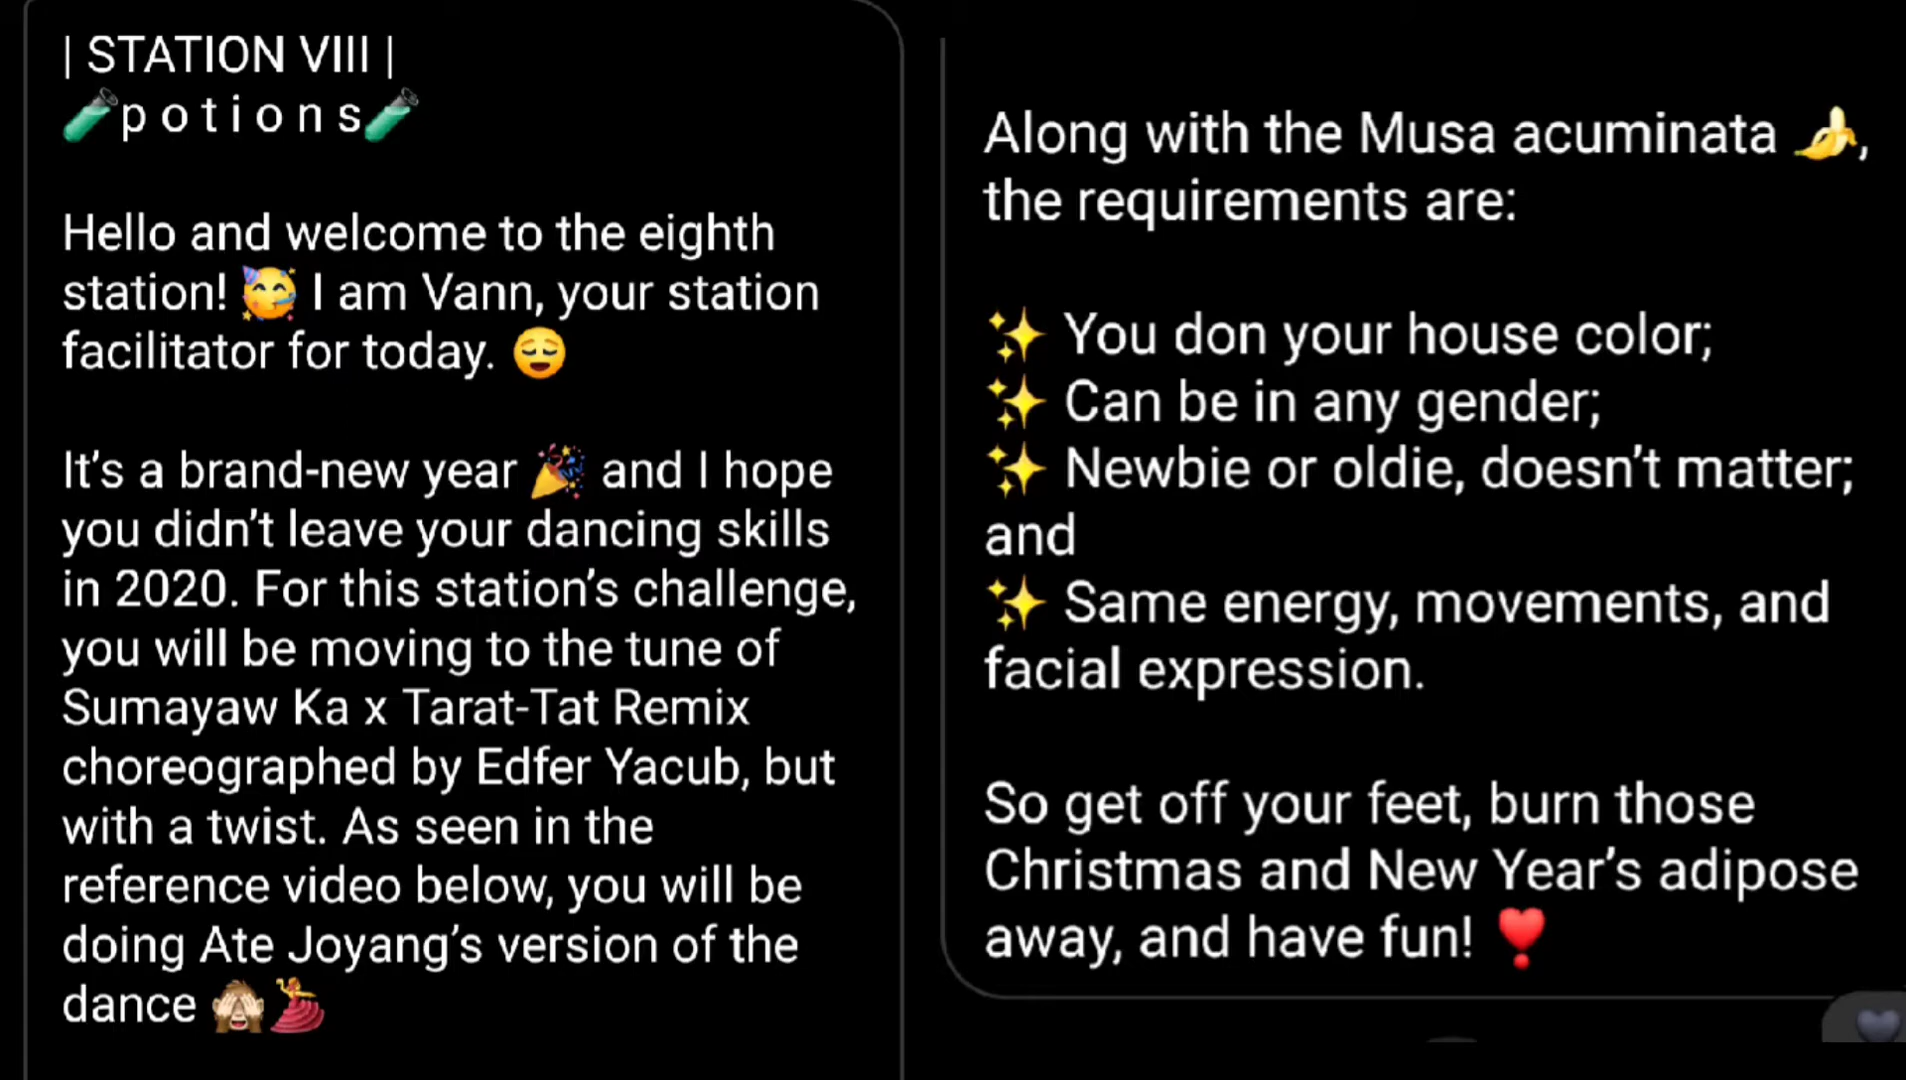 | STATION VIII |
🧪p o t i o n s🧪
Hello and welcome to the eighth
station! 🥳 I am Vann, your station
facilitator for today. 😌
It’s a brand-new year 🎉 and I hope
you didn’t leave your dancing skills
in 2020. For this station’s challenge,
you will be moving to the tune of
Sumayaw Ka x Tarat-Tat Remix
choreographed by Edfer Yacub, but
with a twist. As seen in the
reference video below, you will be
doing Ate Joyang’s version of the
dance 🙈💃
Along with the Musa acuminata 🍌,
the requirements are:
✨ You don your house color;
✨ Can be in any gender;
✨ Newbie or oldie, doesn’t matter;
and
✨ Same energy, movements, and
facial expression.
So get off your feet, burn those
Christmas and New Year’s adipose
away, and have fun! ❣️